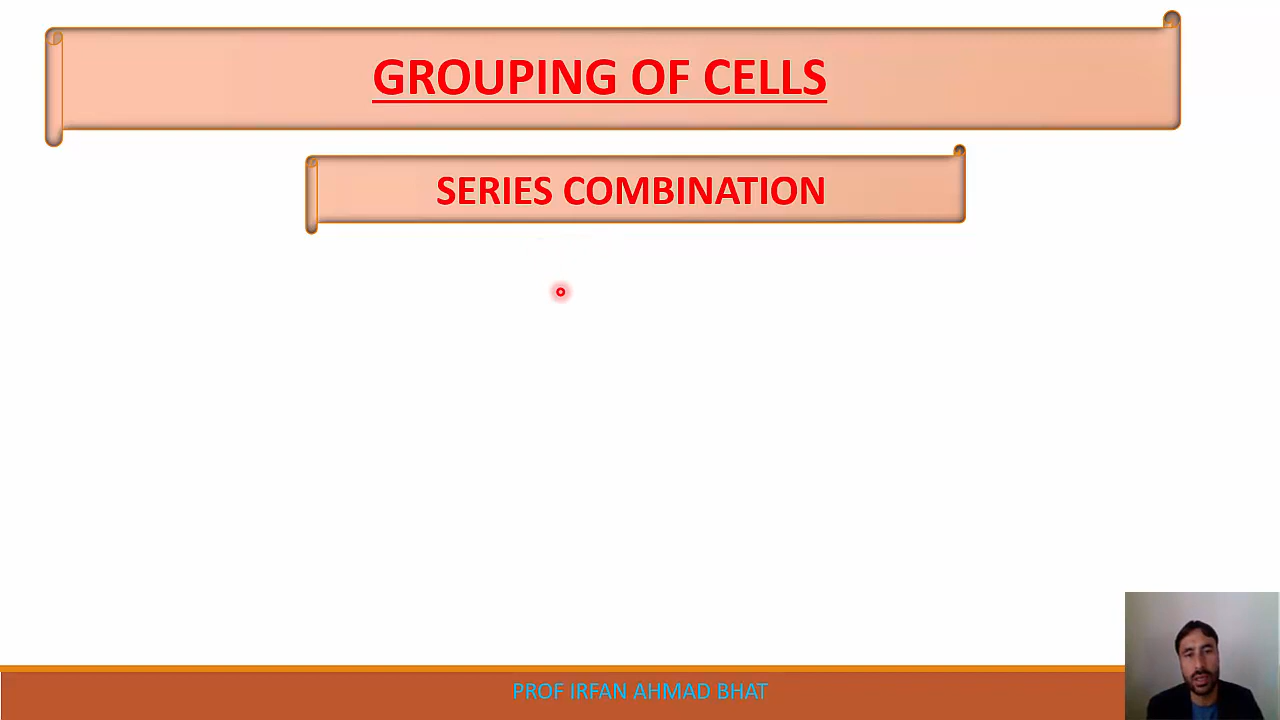 GROUPING OF CELLS
SERIES COMBINATION
PROF IRFAN AHMAD BHAT